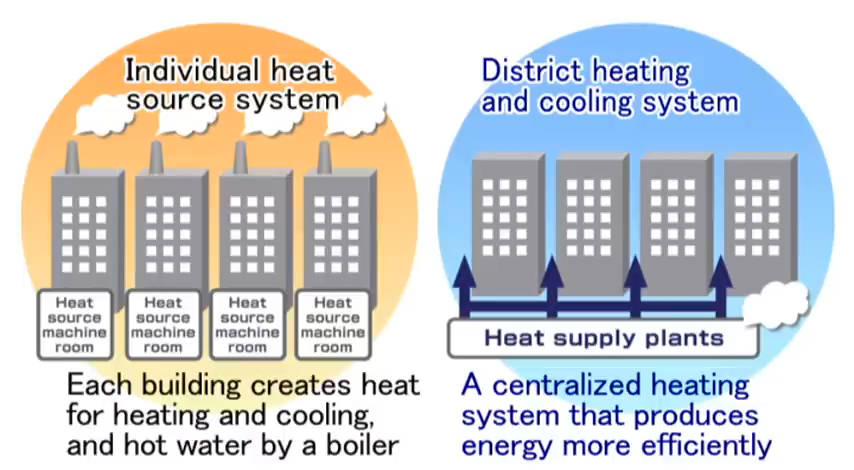 Individual heat
source system
Heat
source
machine
room
Heat
source
machine
room
Heat
source
machine
room
Heat
source
machine
room
Each building creates heat
for heating and cooling,
and hot water by a boiler
District heating
and cooling system
Heat supply plants
A centralized heating
system that produces
energy more efficiently